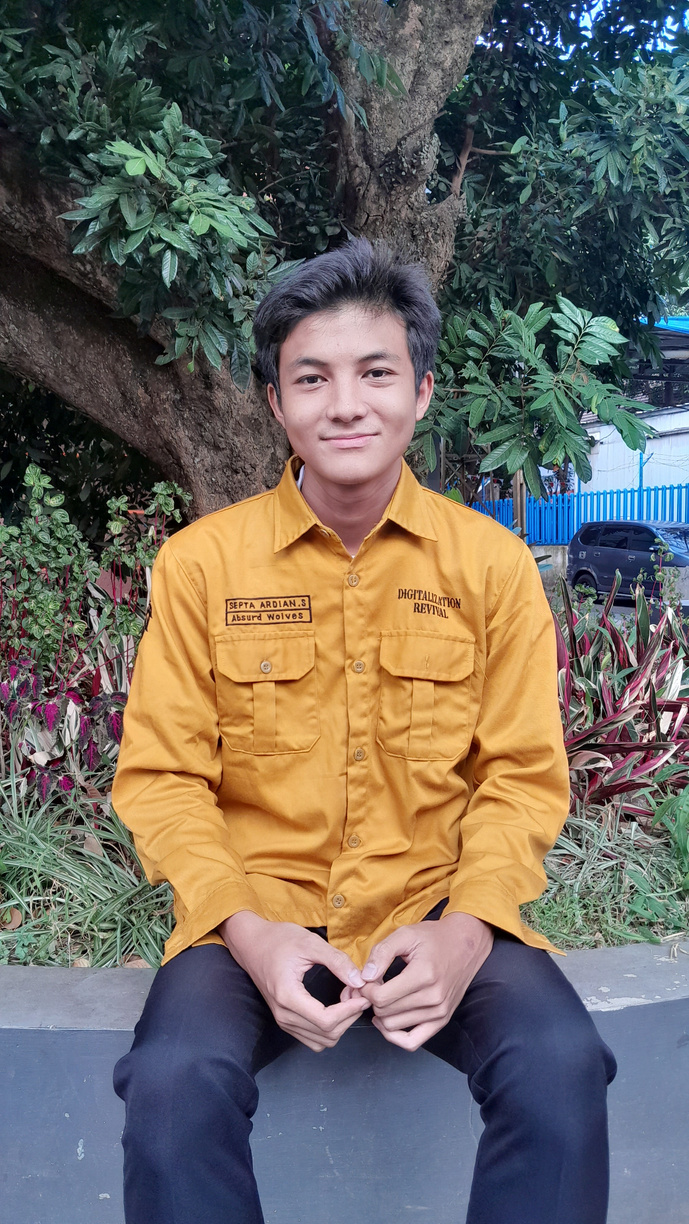 SEPTA ARDIAN.S
Absurd Wolves
DIGITALIZATION
REVIVAL